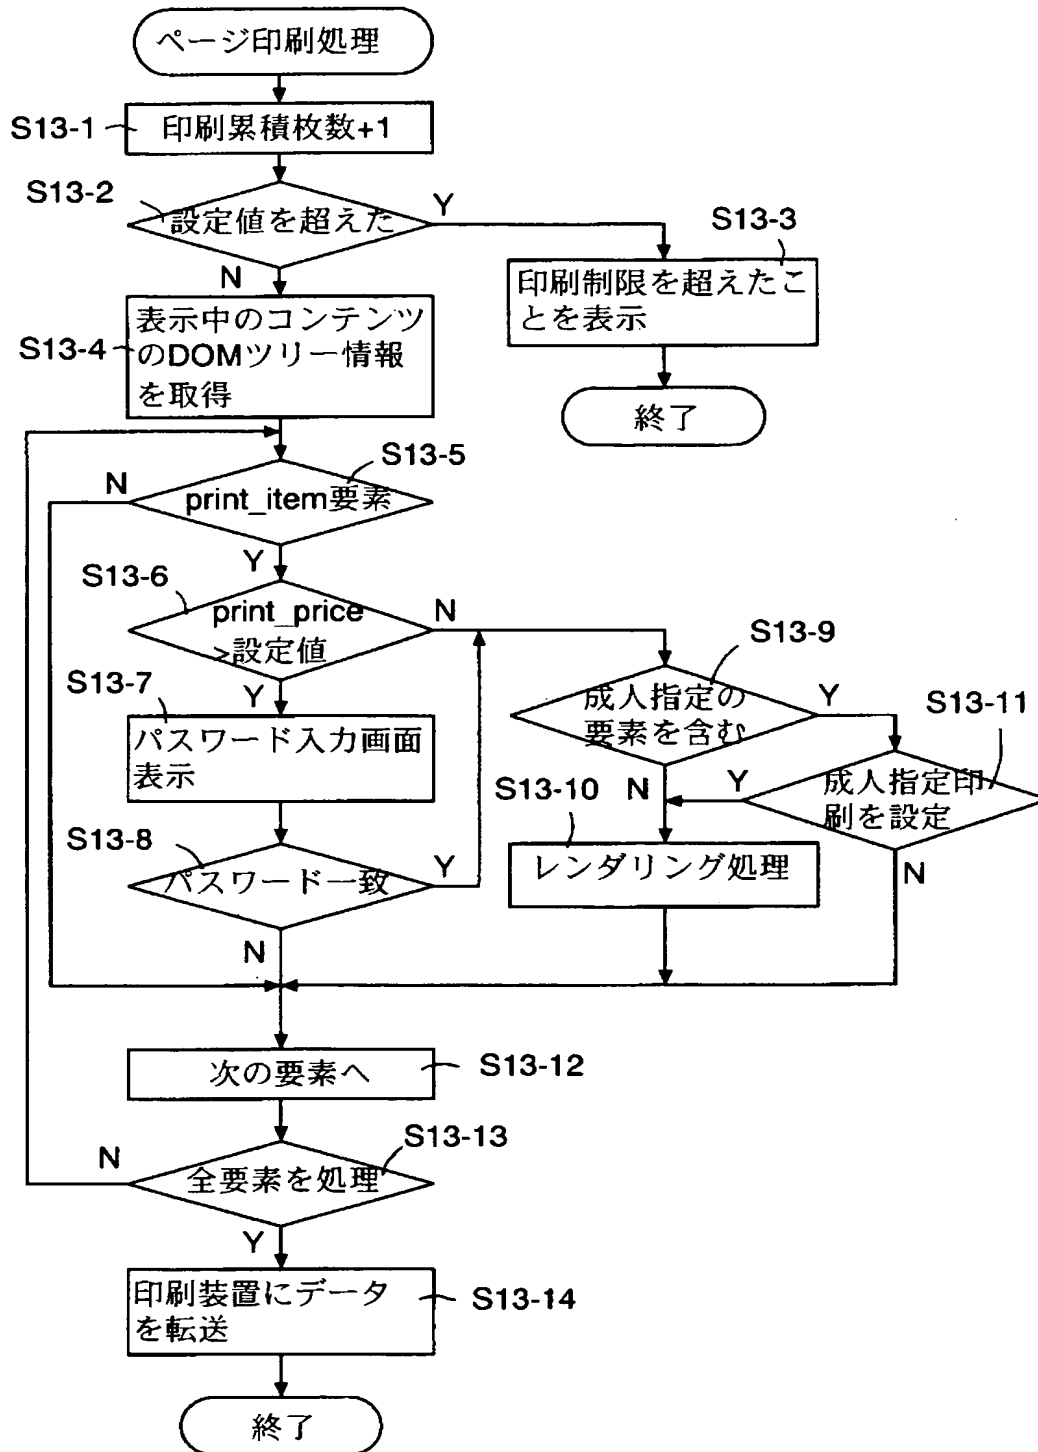 ページ印刷処理
S13-1
印刷累積枚数+1
S13-2
設定値を超えた
Y
N
S13-3
印刷制限を超えたこ
とを表示
終了
S13-4
表示中のコンテンツ
のDOMツリー情報
を取得
S13-5
N
print_item要素
Y
S13-6
print_price
>設定値
N
Y
S13-7
パスワード入力画面
表示
S13-8
パスワード一致
Y
N
S13-9
成人指定の
要素を含む
Y
N
S13-10
レンダリング処理
S13-11
成人指定印
刷を設定
Y
N
次の要素へ
S13-12
S13-13
N
全要素を処理
Y
印刷装置にデータ
を転送
S13-14
終了